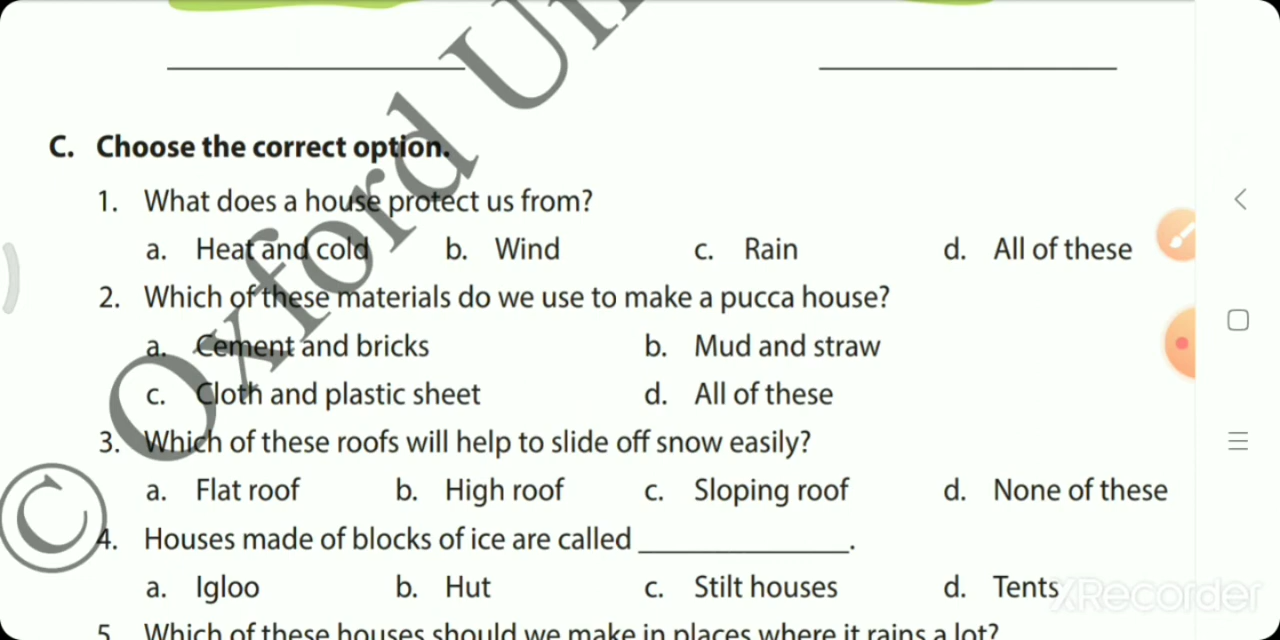 C. Choose the correct option.
1. What does a house protect us from?
a. Heat and cold b. Wind c. Rain d. All of these
2. Which of these materials do we use to make a pucca house?
a. Cement and bricks b. Mud and straw
c. Cloth and plastic sheet d. All of these
3. Which of these roofs will help to slide off snow easily?
a. Flat roof b. High roof c. Sloping roof d. None of these
4. Houses made of blocks of ice are called ______________.
a. Igloo b. Hut c. Stilt houses d. Tents
5. Which of these houses should we make in places where it rains a lot?
© Oxford
XRecorder